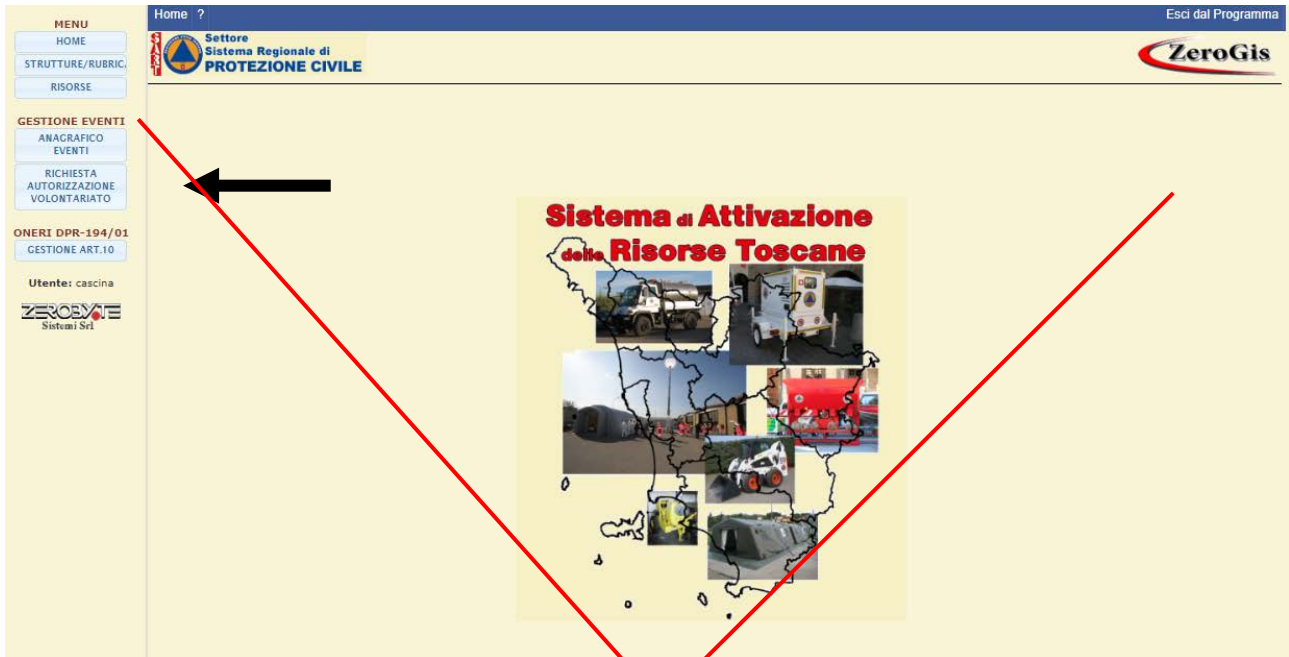 Home ?
Esci dal Programma
MENU
HOME
STRUTTURE/RUBRIC.
RISORSE
GESTIONE EVENTI
ANAGRAFICO
EVENTI
RICHIESTA
AUTORIZZAZIONE
VOLONTARIATO
ONERI DPR-194/01
GESTIONE ART.10
Utente: cascina
ZEROBYTE
Sistemi Srl
SART
Settore
Sistema Regionale di
PROTEZIONE CIVILE
ZeroGis
Sistema di Attivazione
delle Risorse Toscane